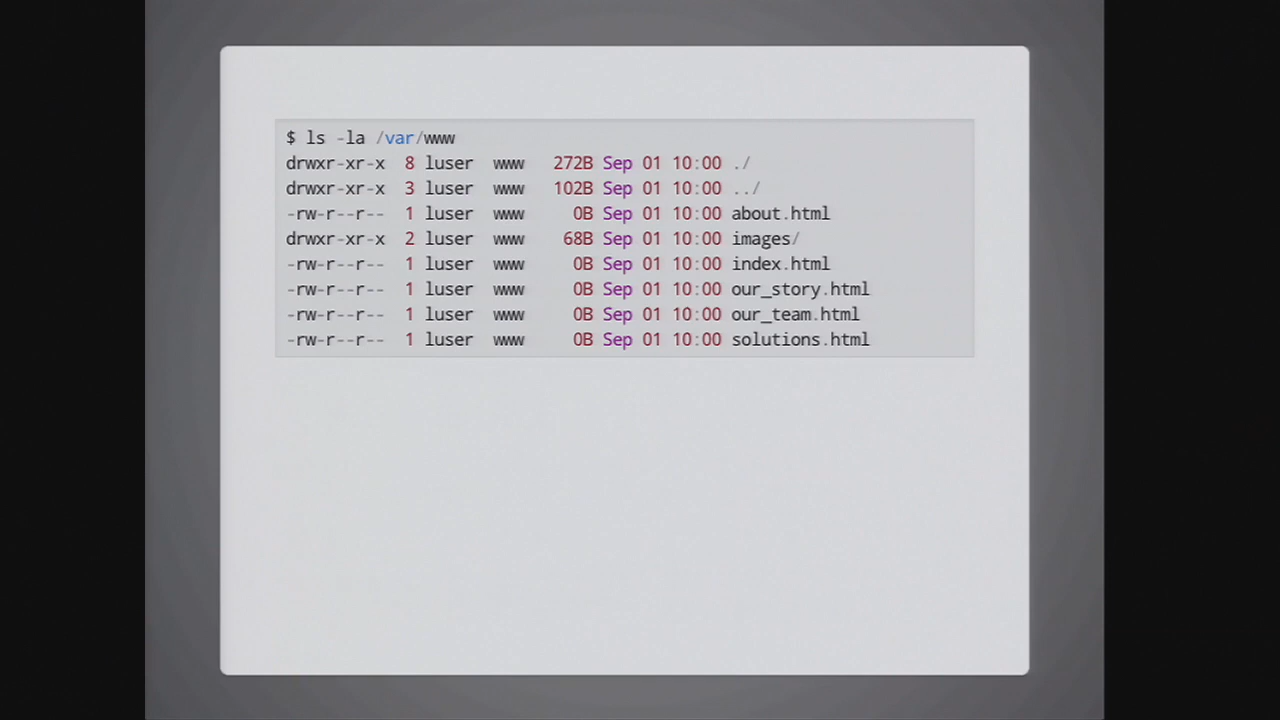 $ ls -la /var/www
drwxr-xr-x  8 luser  www   272B Sep 01 10:00 ./
drwxr-xr-x  3 luser  www   102B Sep 01 10:00 ../
-rw-r--r--  1 luser  www     0B Sep 01 10:00 about.html
drwxr-xr-x  2 luser  www    68B Sep 01 10:00 images/
-rw-r--r--  1 luser  www     0B Sep 01 10:00 index.html
-rw-r--r--  1 luser  www     0B Sep 01 10:00 our_story.html
-rw-r--r--  1 luser  www     0B Sep 01 10:00 our_team.html
-rw-r--r--  1 luser  www     0B Sep 01 10:00 solutions.html